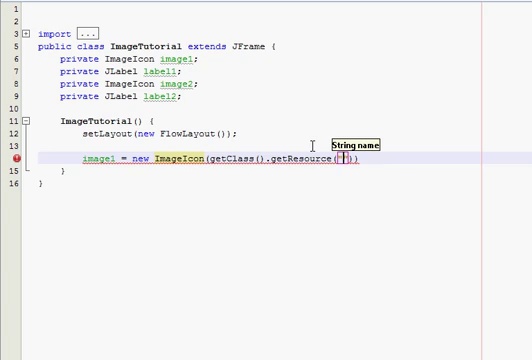 1
2
3 import ...
5 public class ImageTutorial extends JFrame {
6 private ImageIcon image1;
7 private JLabel label1;
8 private ImageIcon image2;
9 private JLabel label2;
10
11 ImageTutorial() {
12 setLayout(new FlowLayout());
13
String name
image1 = new ImageIcon(getClass().getResource(""))
15 }
16 }